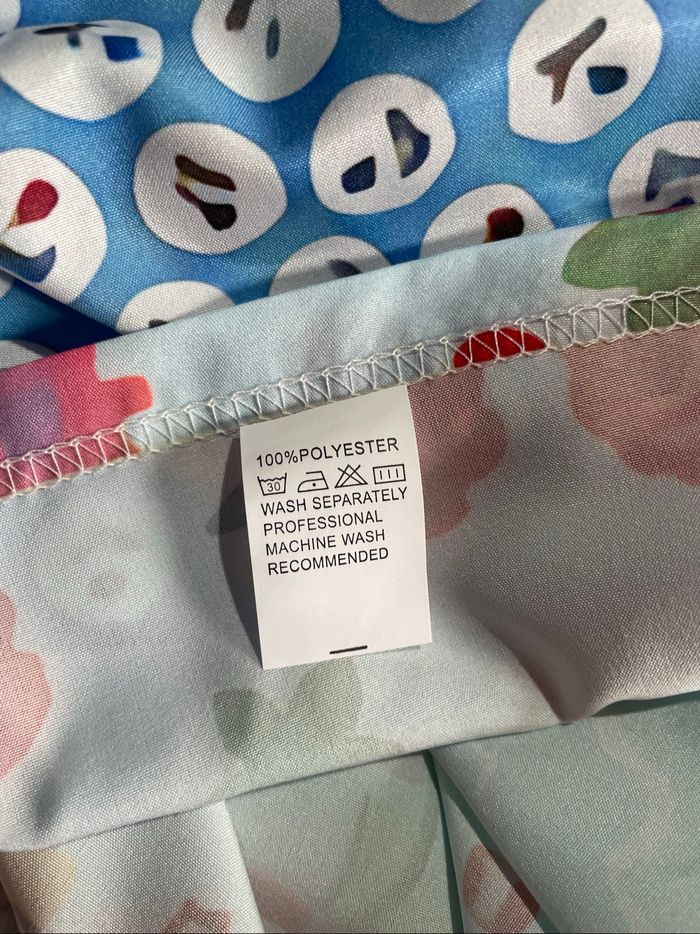 100%POLYESTER
30
WASH SEPARATELY
PROFESSIONAL
MACHINE WASH
RECOMMENDED